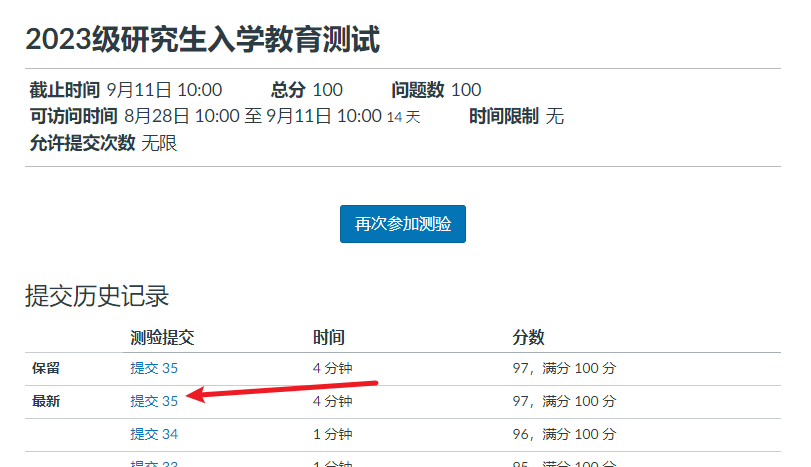 2023级研究生入学教育测试
截止时间 9月11日 10:00 总分 100 问题数 100
可访问时间 8月28日 10:00 至 9月11日 10:00 14 天 时间限制 无
允许提交次数 无限
再次参加测验
提交历史记录
测验提交 时间 分数
保留 提交 35 4 分钟 97，满分 100 分
最新 提交 35 4 分钟 97，满分 100 分
提交 34 1 分钟 96，满分 100 分
提交 33 1 分钟 95，满分 100 分